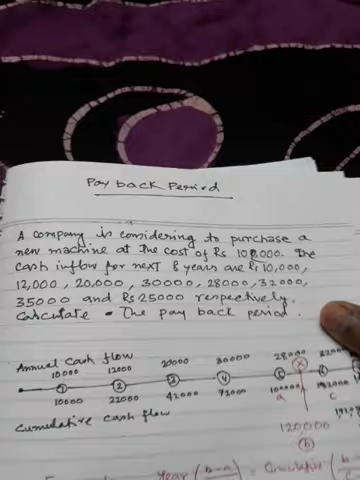 Pay back Period
A company is considering to purchase a
new machine at the cost of Rs 100000. The
cash inflow for next 8 years are Rs 10,000,
12,000, 20,000, 30000, 28000, 32000,
35000 and Rs 25000 respectively.
Calculate The pay back period.
Annual Cash flow
10000 12000 20000 30000 28000
1 2 3 4 5 X
10000 22000 42000 72000 100000 132000
a c
Cumulative cash flow
120000
b
Year (b-a) = Cumulative (b-